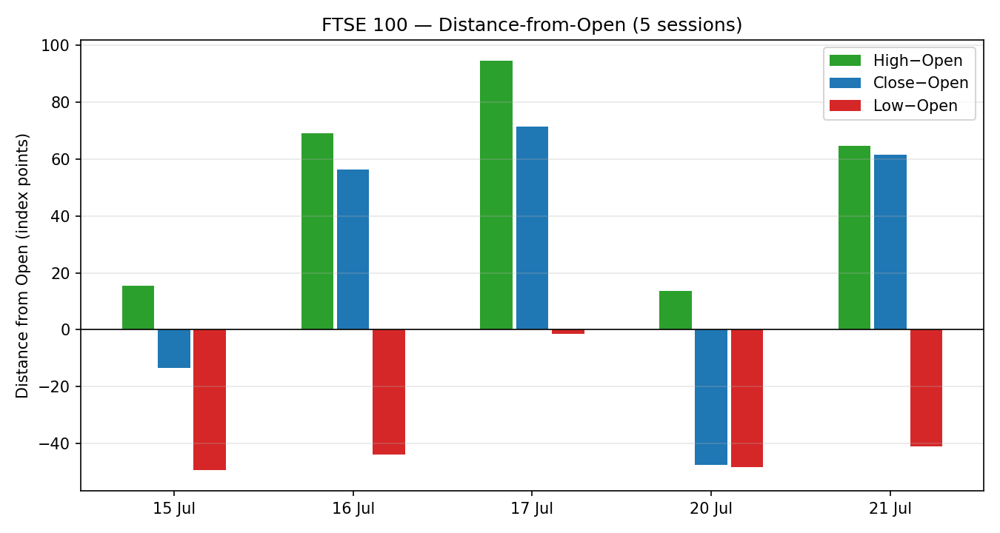 FTSE 100 — Distance-from-Open (5 sessions)
High−Open
Close−Open
Low−Open
Distance from Open (index points)
100
80
60
40
20
0
−20
−40
15 Jul
16 Jul
17 Jul
20 Jul
21 Jul